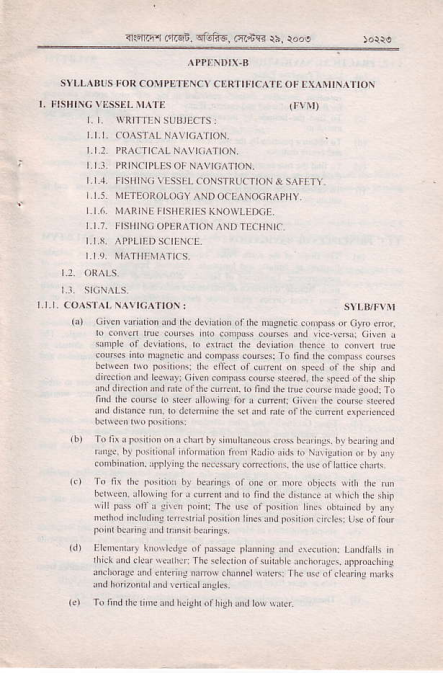 বাংলাদেশ গেজেট, অতিরিক্ত, সেপ্টেম্বর ২৯, ২০০৩ ১০২২৩
APPENDIX-B
SYLLABUS FOR COMPETENCY CERTIFICATE OF EXAMINATION
1. FISHING VESSEL MATE (FVM)
1. 1. WRITTEN SUBJECTS :
1.1.1. COASTAL NAVIGATION.
1.1.2. PRACTICAL NAVIGATION.
1.1.3. PRINCIPLES OF NAVIGATION.
1.1.4. FISHING VESSEL CONSTRUCTION & SAFETY.
1.1.5. METEOROLOGY AND OCEANOGRAPHY.
1.1.6. MARINE FISHERIES KNOWLEDGE.
1.1.7. FISHING OPERATION AND TECHNIC.
1.1.8. APPLIED SCIENCE.
1.1.9. MATHEMATICS.
1.2. ORALS.
1.3. SIGNALS.
1.1.1. COASTAL NAVIGATION : SYLB/FVM
(a) Given variation and the deviation of the magnetic compass or Gyro error,
to convert true courses into compass courses and vice-versa; Given a
sample of deviations, to extract the deviation thence to convert true
courses into magnetic and compass courses; To find the compass courses
between two positions; the effect of current on speed of the ship and
direction and leeway; Given compass course steered, the speed of the ship
and direction and rate of the current, to find the true course made good; To
find the course to steer allowing for a current; Given the course steered
and distance run, to determine the set and rate of the current experienced
between two positions;
(b) To fix a position on a chart by simultaneous cross bearings, by bearing and
range, by positional information from Radio aids to Navigation or by any
combination, applying the necessary corrections, the use of lattice charts.
(c) To fix the position by bearings of one or more objects with the run
between, allowing for a current and to find the distance at which the ship
will pass off a given point; The use of position lines obtained by any
method including terrestrial position lines and position circles; Use of four
point bearing and transit bearings.
(d) Elementary knowledge of passage planning and execution; Landfalls in
thick and clear weather; The selection of suitable anchorages, approaching
anchorage and entering narrow channel waters; The use of clearing marks
and horizontal and vertical angles.
(e) To find the time and height of high and low water.